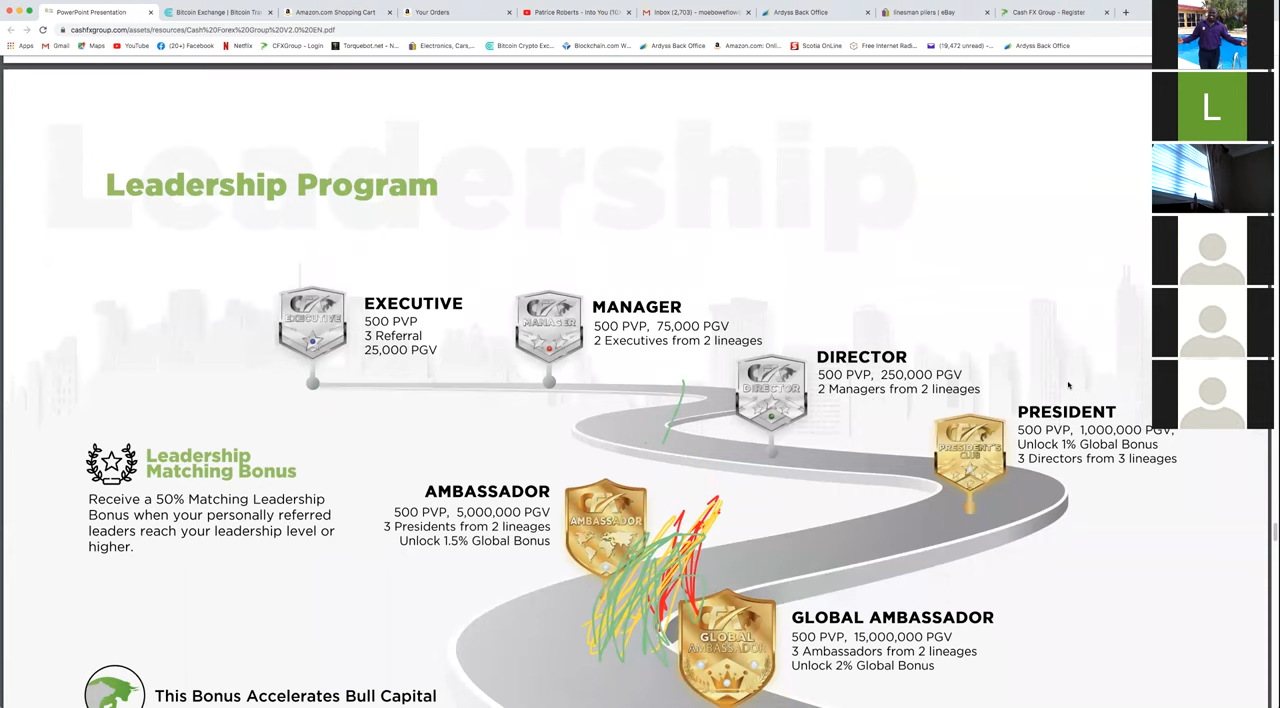 PowerPoint Presentation
Bitcoin Exchange | Bitcoin Tra
Amazon.com Shopping Cart
Your Orders
Patrice Roberts - Into You (10
Inbox (2,703) - moeboweflowi
Ardyss Back Office
linesman pliers | eBay
Cash FX Group - Register
cashfxgroup.com/assets/resources/Cash%20Forex%20Group%20V2.0%20EN.pdf
Apps
Gmail
Maps
YouTube
(20+) Facebook
Netflix
CFXGroup - Login
Torquebot.net - N...
Electronics, Cars,...
Bitcoin Crypto Exc...
Blockchain.com W...
Ardyss Back Office
Amazon.com: Onli...
Scotia OnLine
Free Internet Radi...
(19,472 unread) -...
Ardyss Back Office
L
Leadership
Leadership Program
EXECUTIVE
EXECUTIVE
500 PVP
3 Referral
25,000 PGV
MANAGER
MANAGER
500 PVP, 75,000 PGV
2 Executives from 2 lineages
DIRECTOR
DIRECTOR
500 PVP, 250,000 PGV
2 Managers from 2 lineages
PRESIDENT'S
CLUB
PRESIDENT
500 PVP, 1,000,000 PGV,
Unlock 1% Global Bonus
3 Directors from 3 lineages
Leadership
Matching Bonus
Receive a 50% Matching Leadership
Bonus when your personally referred
leaders reach your leadership level or
higher.
AMBASSADOR
500 PVP, 5,000,000 PGV
3 Presidents from 2 lineages
Unlock 1.5% Global Bonus
AMBASSADOR
GLOBAL
AMBASSADOR
GLOBAL AMBASSADOR
500 PVP, 15,000,000 PGV
3 Ambassadors from 2 lineages
Unlock 2% Global Bonus
This Bonus Accelerates Bull Capital